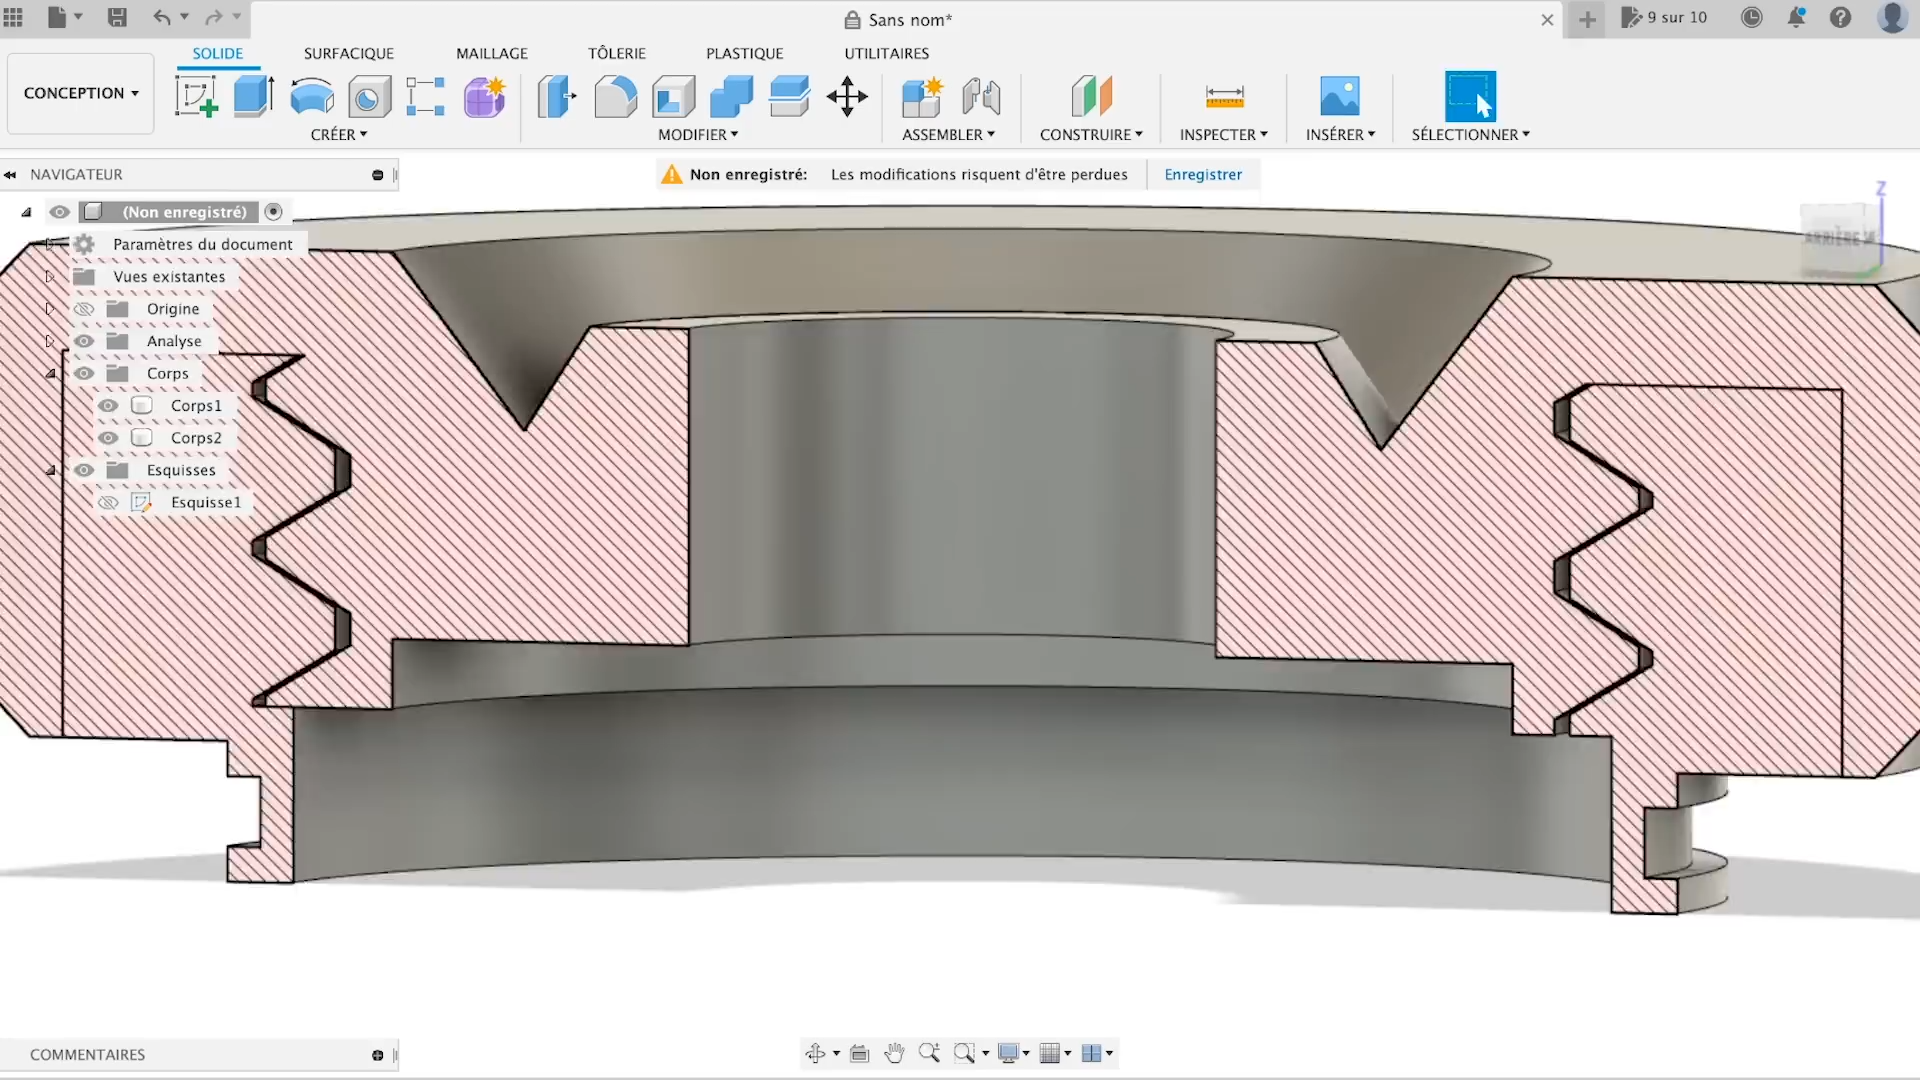 Sans nom*
9 sur 10
SOLIDE SURFACIQUE MAILLAGE TÔLERIE PLASTIQUE UTILITAIRES
CONCEPTION
CRÉER MODIFIER ASSEMBLER CONSTRUIRE INSPECTER INSÉRER SÉLECTIONNER
NAVIGATEUR
Non enregistré: Les modifications risquent d'être perdues Enregistrer
Z
(Non enregistré)
ARRIÈRE
Paramètres du document
Vues existantes
Origine
Analyse
Corps
Corps1
Corps2
Esquisses
Esquisse1
COMMENTAIRES